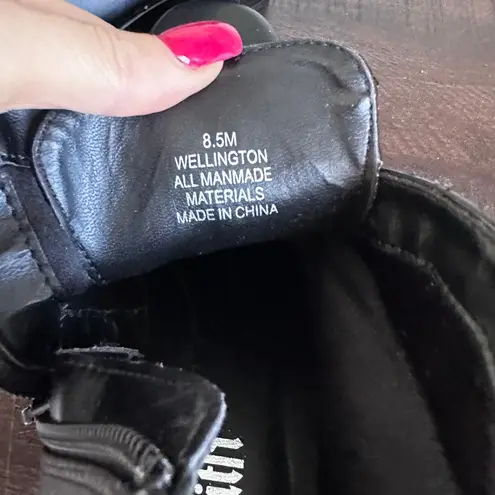 8.5M
WELLINGTON
ALL MANMADE
MATERIALS
MADE IN CHINA